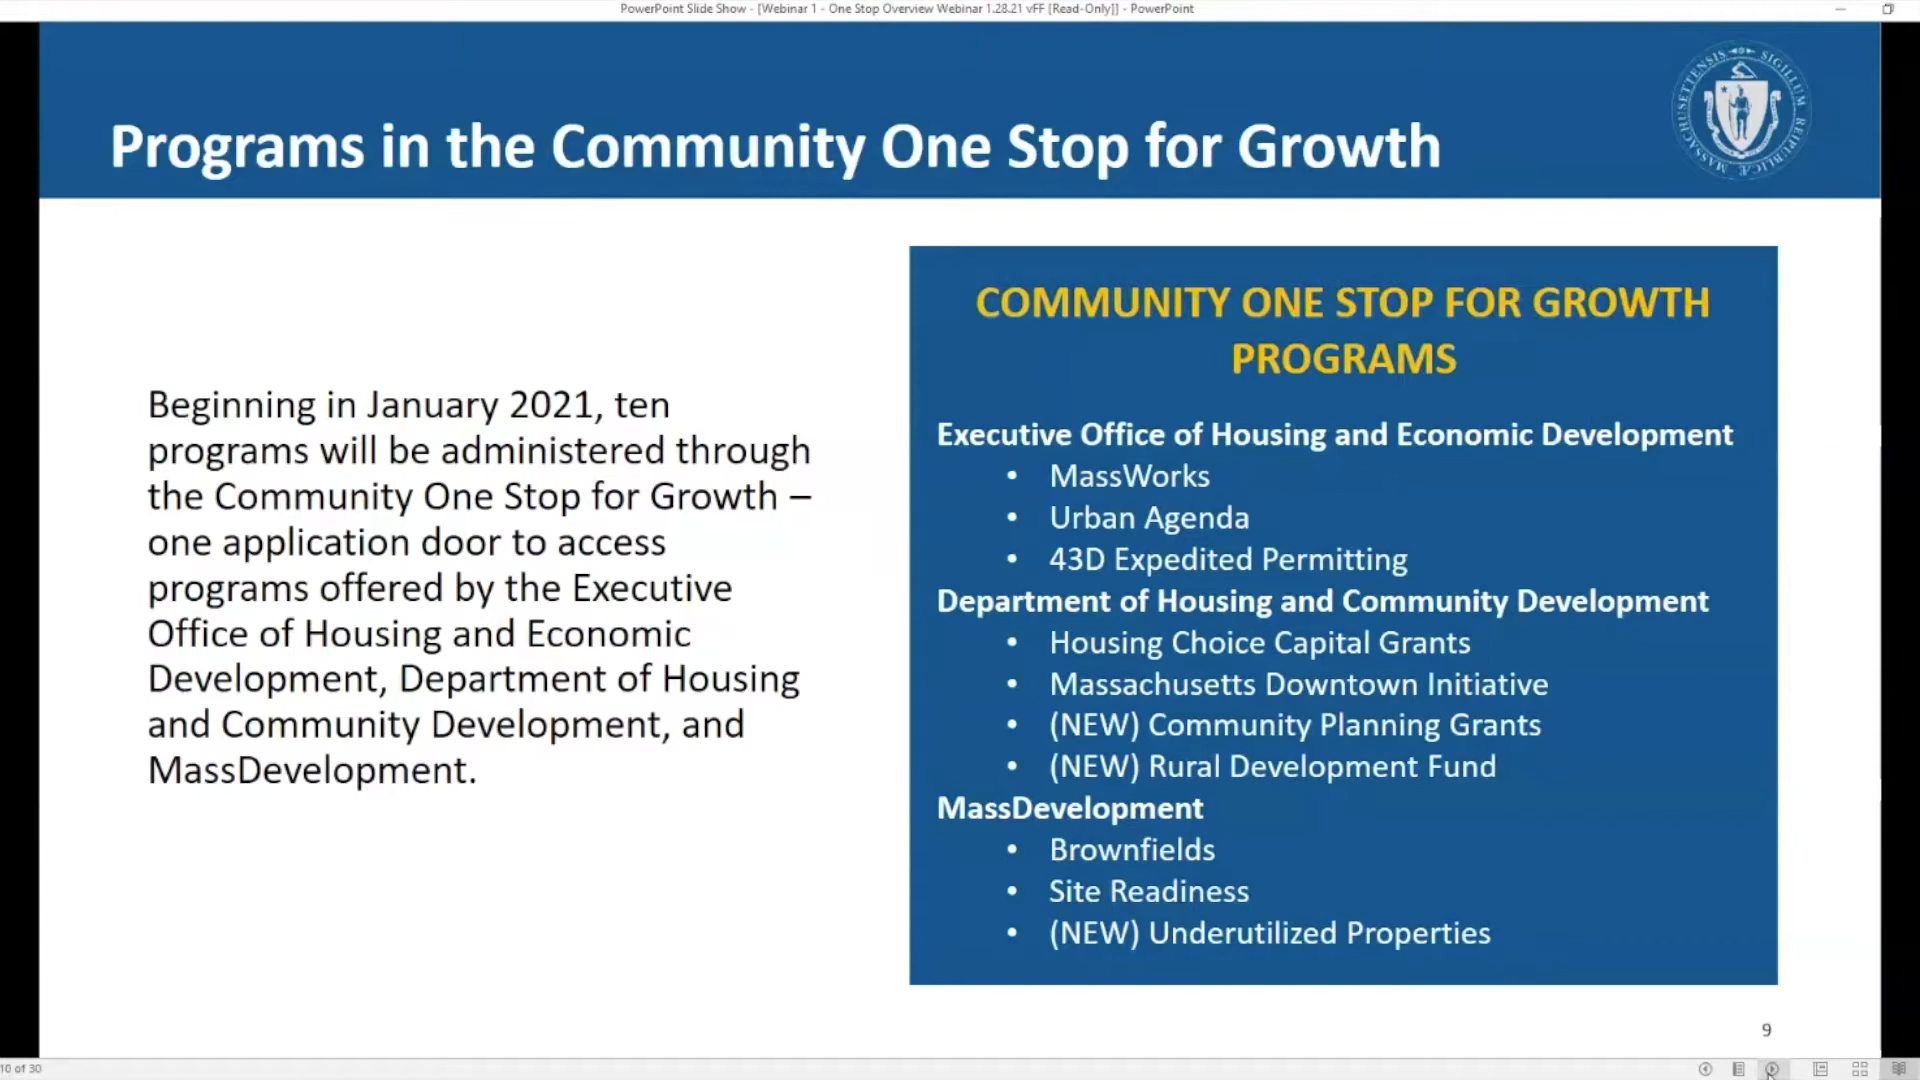 PowerPoint Slide Show - [Webinar 1 - One Stop Overview Webinar 1.28.21 vFF [Read-Only]] - PowerPoint
Programs in the Community One Stop for Growth
MASSACHUSETTENSIS SIGILLUM REIPUBLICÆ
Beginning in January 2021, ten
programs will be administered through
the Community One Stop for Growth –
one application door to access
programs offered by the Executive
Office of Housing and Economic
Development, Department of Housing
and Community Development, and
MassDevelopment.
COMMUNITY ONE STOP FOR GROWTH
PROGRAMS
Executive Office of Housing and Economic Development
• MassWorks
• Urban Agenda
• 43D Expedited Permitting
Department of Housing and Community Development
• Housing Choice Capital Grants
• Massachusetts Downtown Initiative
• (NEW) Community Planning Grants
• (NEW) Rural Development Fund
MassDevelopment
• Brownfields
• Site Readiness
• (NEW) Underutilized Properties
9
10 of 30